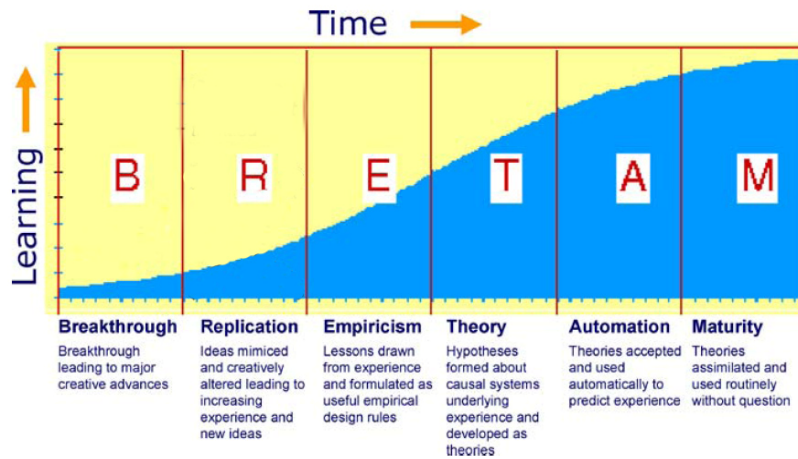 Time
Learning
B R E T A M
Breakthrough
Breakthrough
leading to major
creative advances
Replication
Ideas mimiced
and creatively
altered leading to
increasing
experience and
new ideas
Empiricism
Lessons drawn
from experience
and formulated as
useful empirical
design rules
Theory
Hypotheses
formed about
causal systems
underlying
experience and
developed as
theories
Automation
Theories accepted
and used
automatically to
predict experience
Maturity
Theories
assimilated and
used routinely
without question